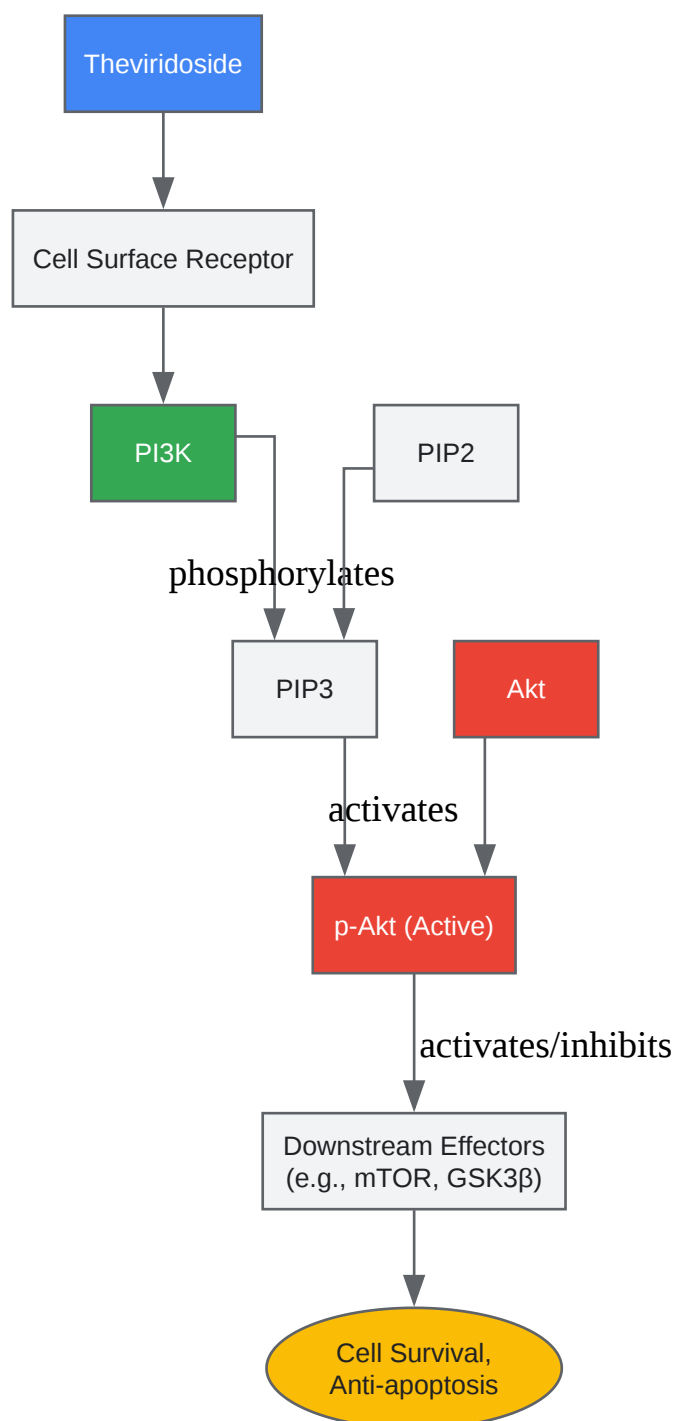 Theviridoside
Cell Surface Receptor
PI3K
PIP2
phosphorylates
PIP3
Akt
activates
p-Akt (Active)
activates/inhibits
Downstream Effectors
(e.g., mTOR, GSK3β)
Cell Survival,
Anti-apoptosis